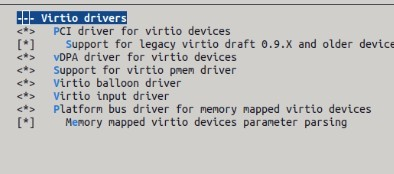 --- Virtio drivers
<*>   PCI driver for virtio devices
[*]     Support for legacy virtio draft 0.9.X and older device
<*>   vDPA driver for virtio devices
<*>   Support for virtio pmem driver
<*>   Virtio balloon driver
<*>   Virtio input driver
<*>   Platform bus driver for memory mapped virtio devices
[*]     Memory mapped virtio devices parameter parsing